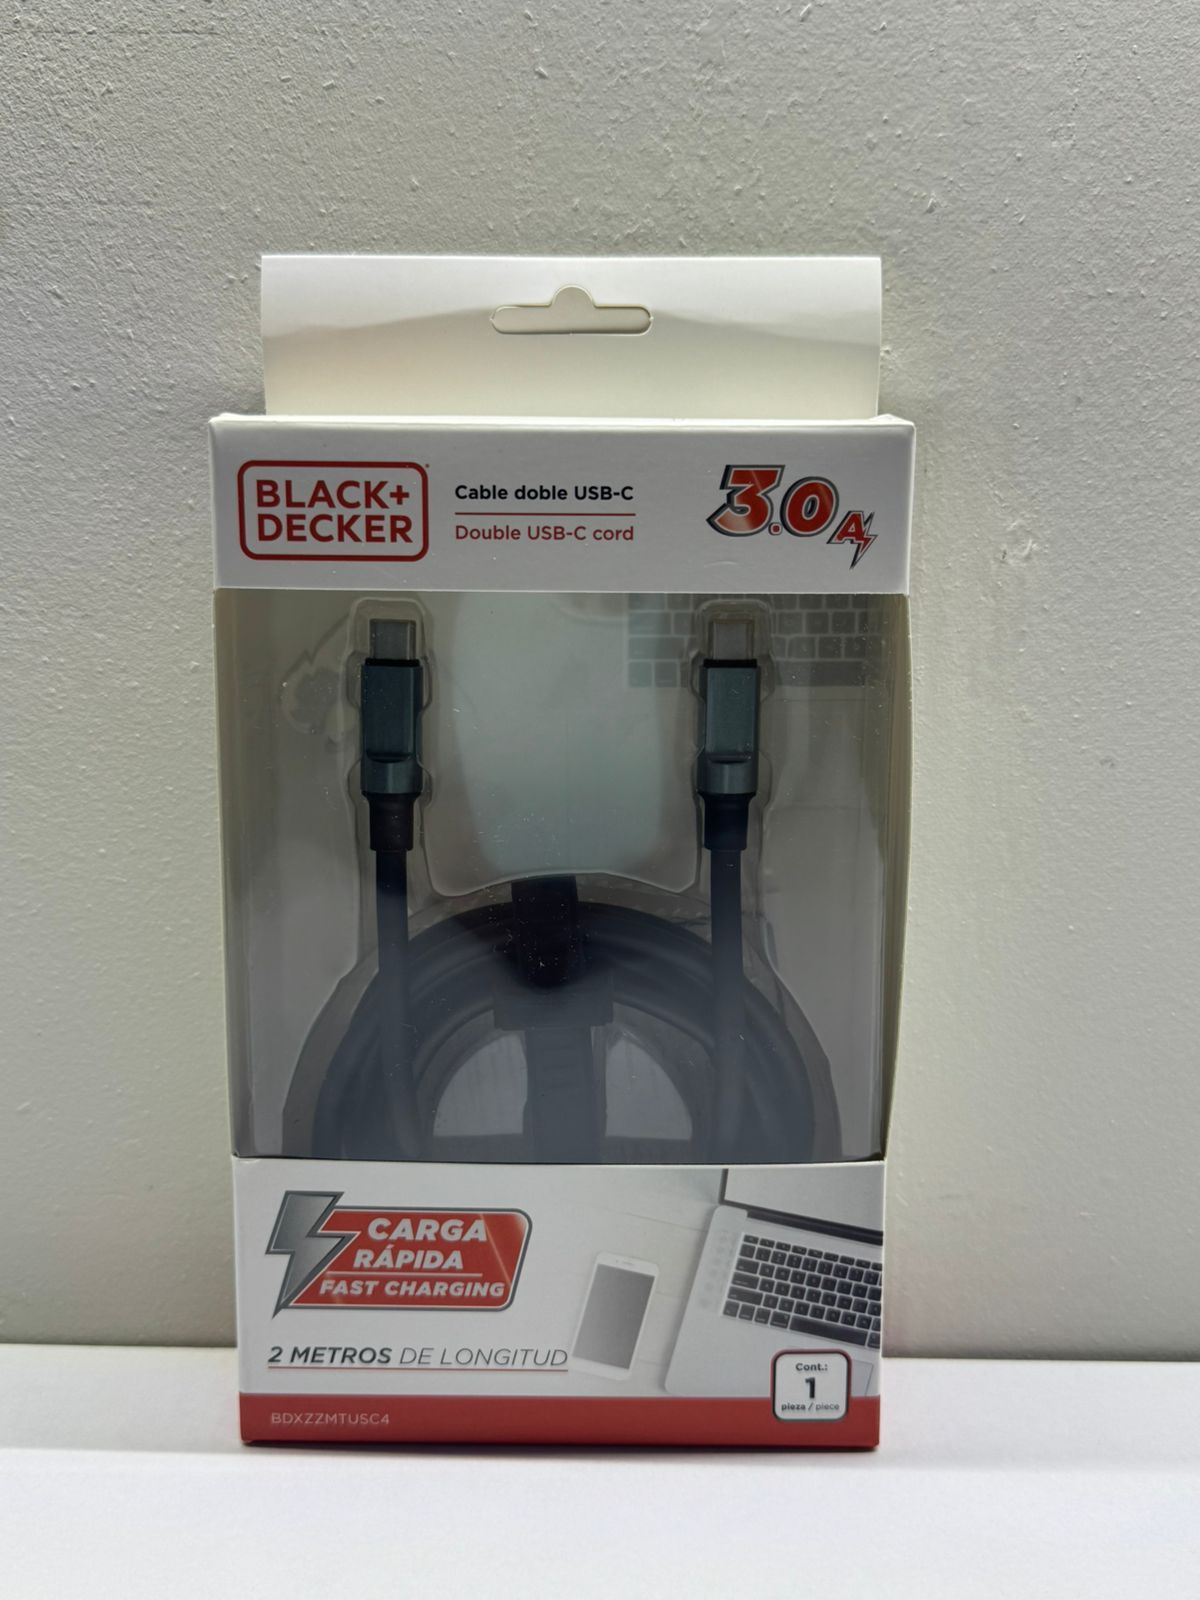 BLACK+
DECKER
Cable doble USB-C
Double USB-C cord
3.0A
CARGA
RÁPIDA
FAST CHARGING
2 METROS DE LONGITUD
Cont.:
1
pieza / piece
BDXZZMTUSC4